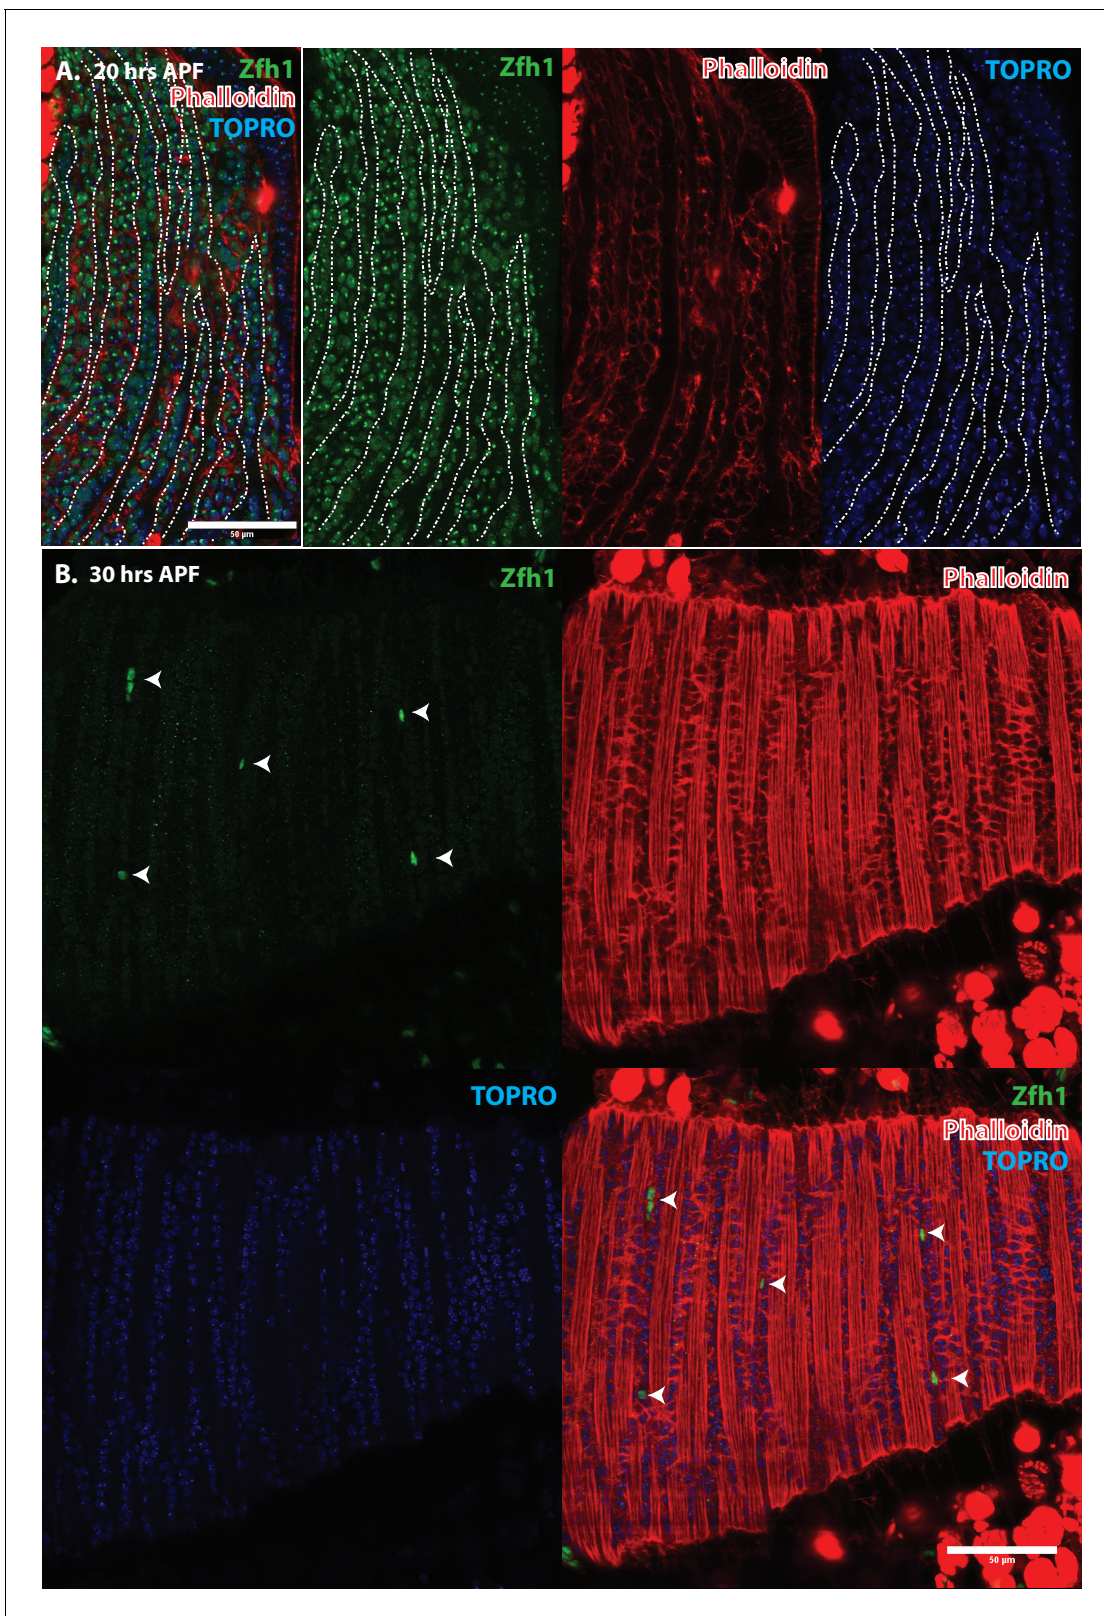 A. 20 hrs APF
Zfh1
Phalloidin
TOPRO
50 µm
Zfh1
Phalloidin
TOPRO
B. 30 hrs APF
Zfh1
Phalloidin
TOPRO
Zfh1
Phalloidin
TOPRO
50 µm